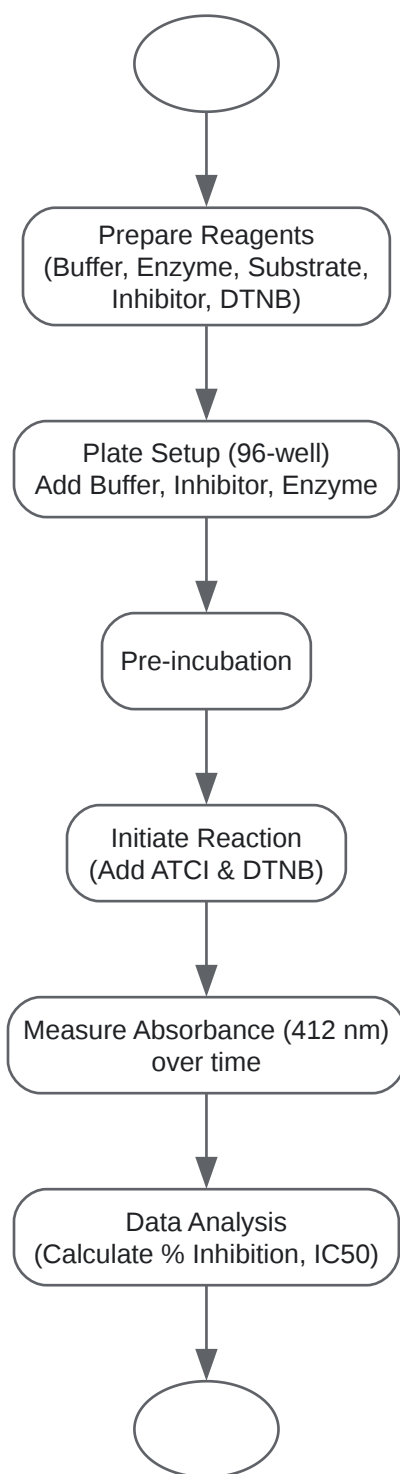 Prepare Reagents
(Buffer, Enzyme, Substrate,
Inhibitor, DTNB)
Plate Setup (96-well)
Add Buffer, Inhibitor, Enzyme
Pre-incubation
Initiate Reaction
(Add ATCI & DTNB)
Measure Absorbance (412 nm)
over time
Data Analysis
(Calculate % Inhibition, IC50)